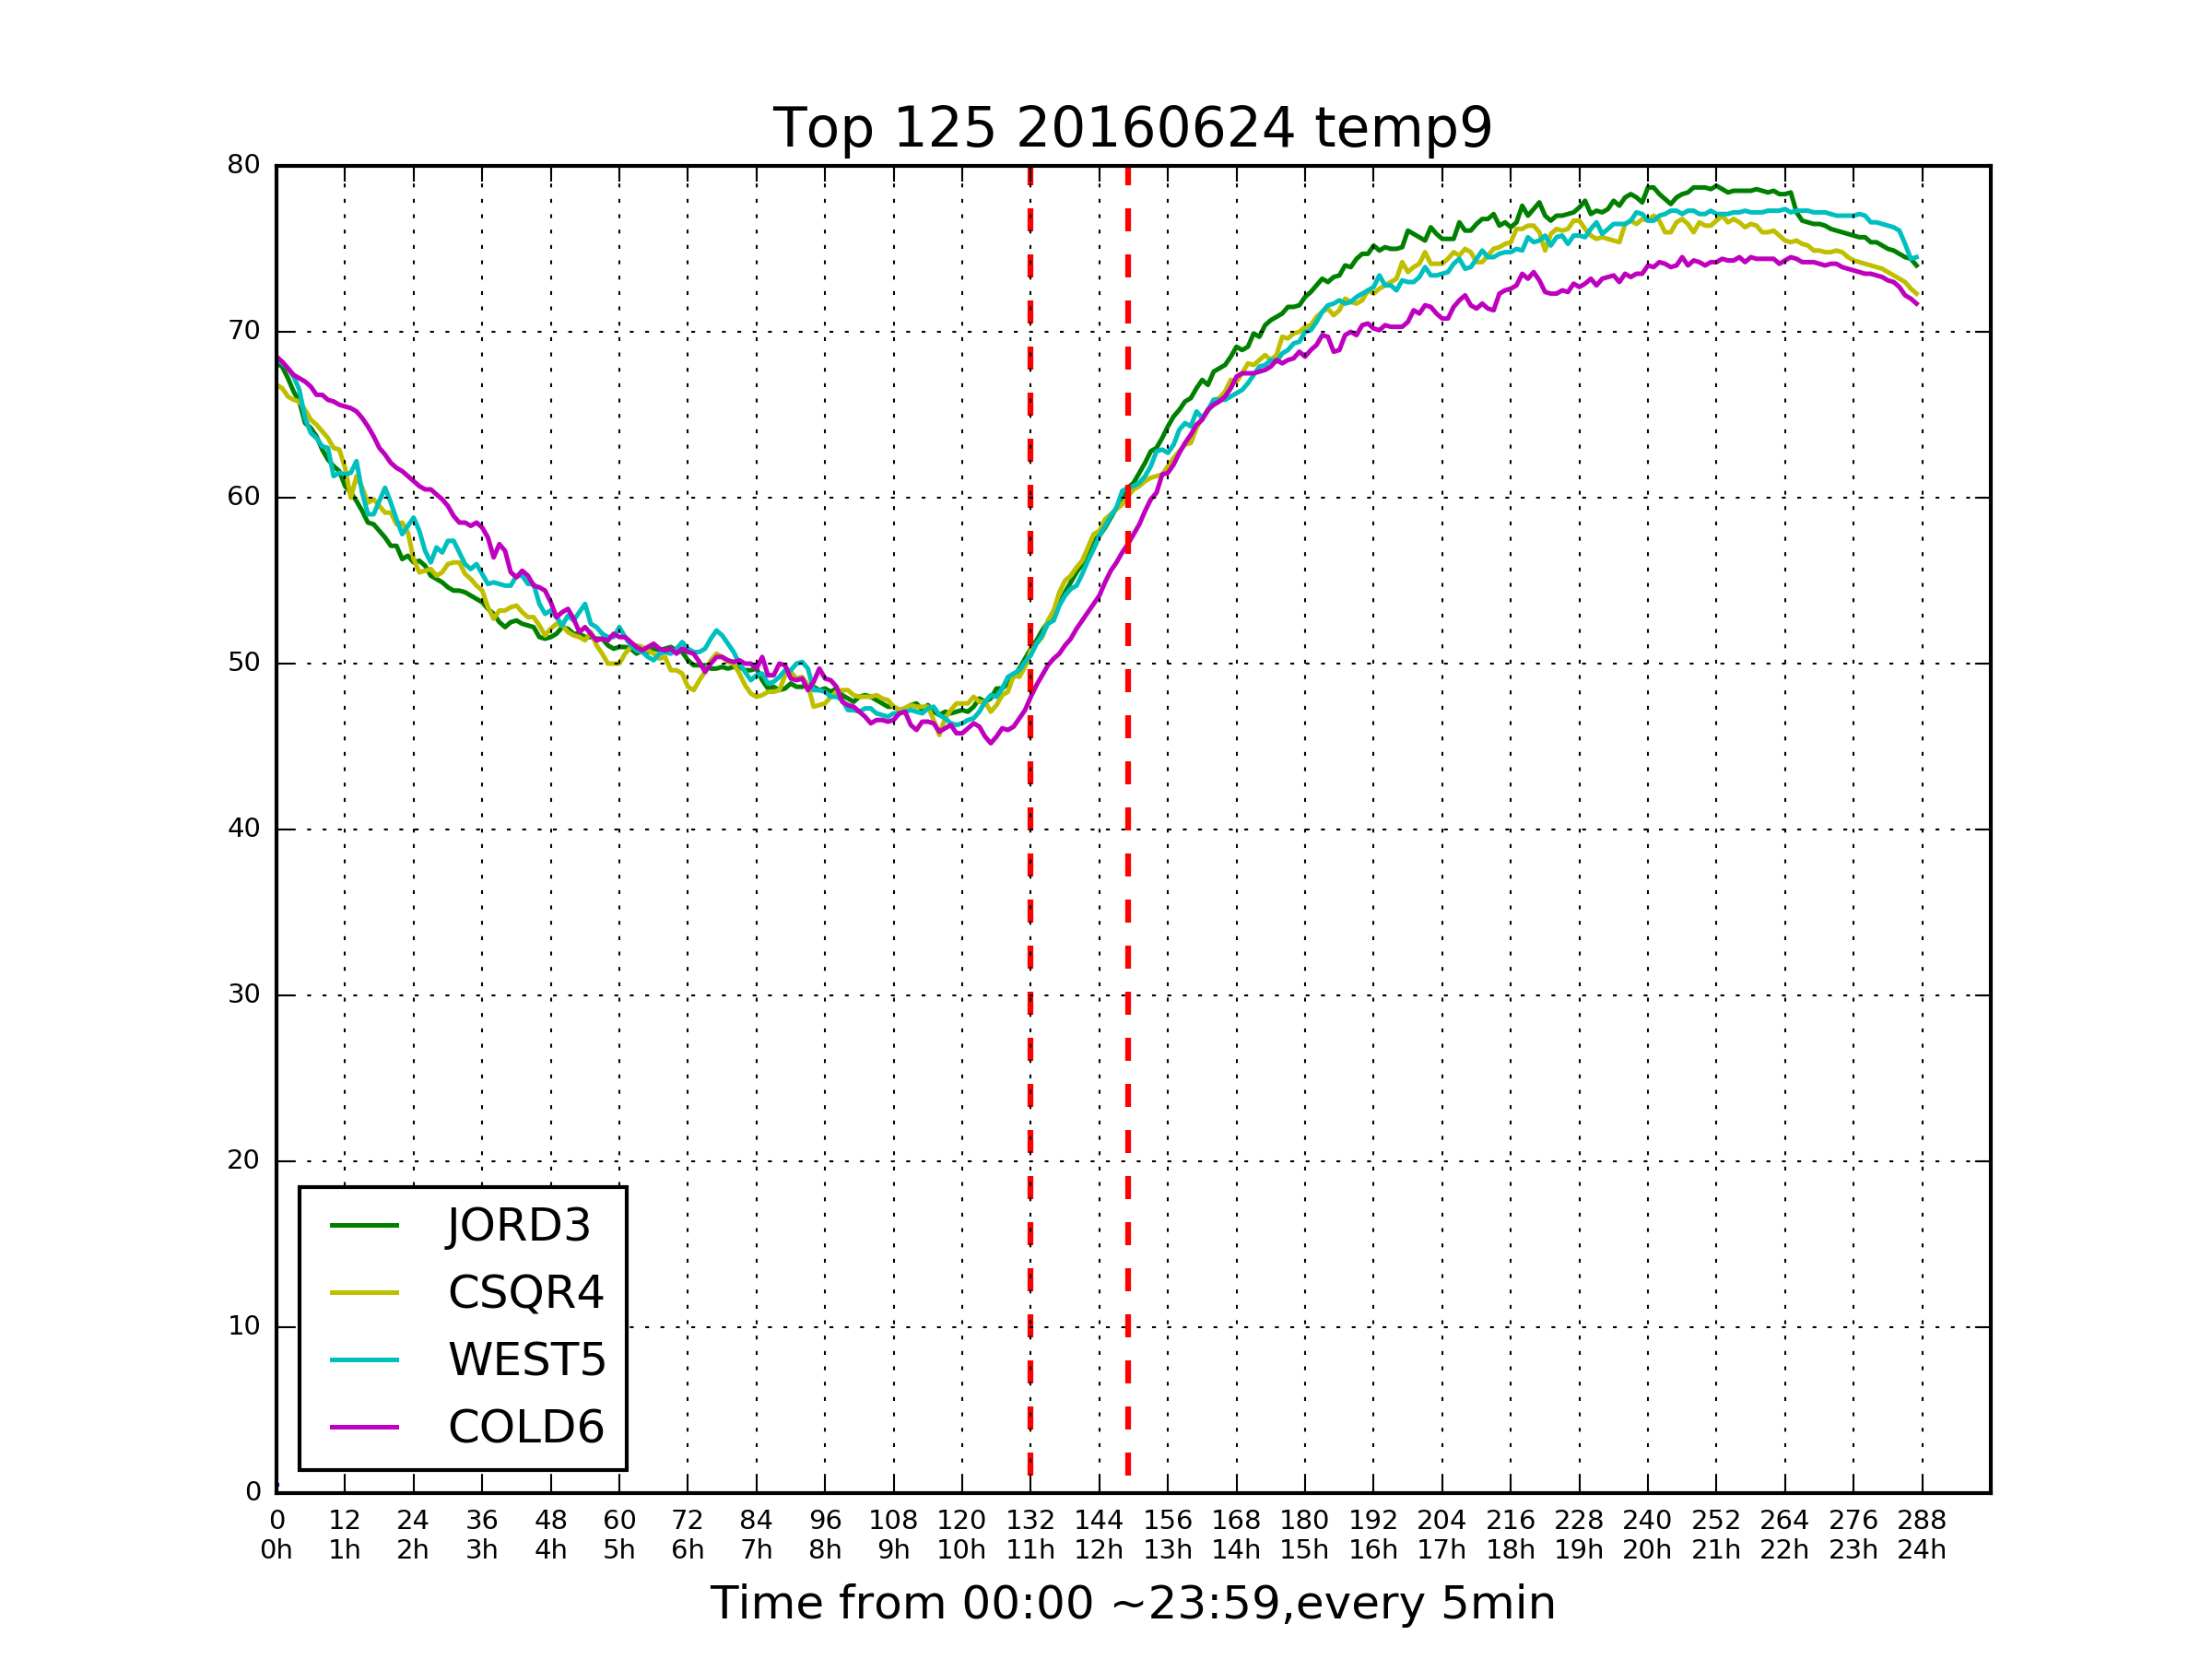 Top 125 20160624 temp9
80
70
60
50
40
30
20
10
0
JORD3
CSQR4
WEST5
COLD6
0 12 24 36 48 60 72 84 96 108 120 132 144 156 168 180 192 204 216 228 240 252 264 276 288
0h 1h 2h 3h 4h 5h 6h 7h 8h 9h 10h 11h 12h 13h 14h 15h 16h 17h 18h 19h 20h 21h 22h 23h 24h
Time from 00:00 ~23:59,every 5min